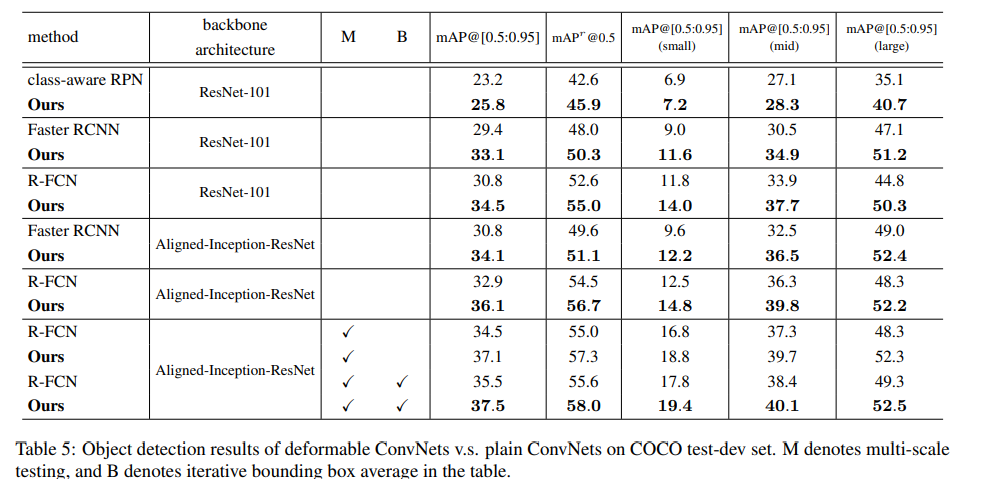 method backbone architecture M B mAP@[0.5:0.95] mAPʳ@0.5 mAP@[0.5:0.95] (small) mAP@[0.5:0.95] (mid) mAP@[0.5:0.95] (large)
class-aware RPN ResNet-101 23.2 42.6 6.9 27.1 35.1
Ours 25.8 45.9 7.2 28.3 40.7
Faster RCNN ResNet-101 29.4 48.0 9.0 30.5 47.1
Ours 33.1 50.3 11.6 34.9 51.2
R-FCN ResNet-101 30.8 52.6 11.8 33.9 44.8
Ours 34.5 55.0 14.0 37.7 50.3
Faster RCNN Aligned-Inception-ResNet 30.8 49.6 9.6 32.5 49.0
Ours 34.1 51.1 12.2 36.5 52.4
R-FCN Aligned-Inception-ResNet 32.9 54.5 12.5 36.3 48.3
Ours 36.1 56.7 14.8 39.8 52.2
R-FCN Aligned-Inception-ResNet ✓ 34.5 55.0 16.8 37.3 48.3
Ours ✓ 37.1 57.3 18.8 39.7 52.3
R-FCN ✓ ✓ 35.5 55.6 17.8 38.4 49.3
Ours ✓ ✓ 37.5 58.0 19.4 40.1 52.5
Table 5: Object detection results of deformable ConvNets v.s. plain ConvNets on COCO test-dev set. M denotes multi-scale
testing, and B denotes iterative bounding box average in the table.